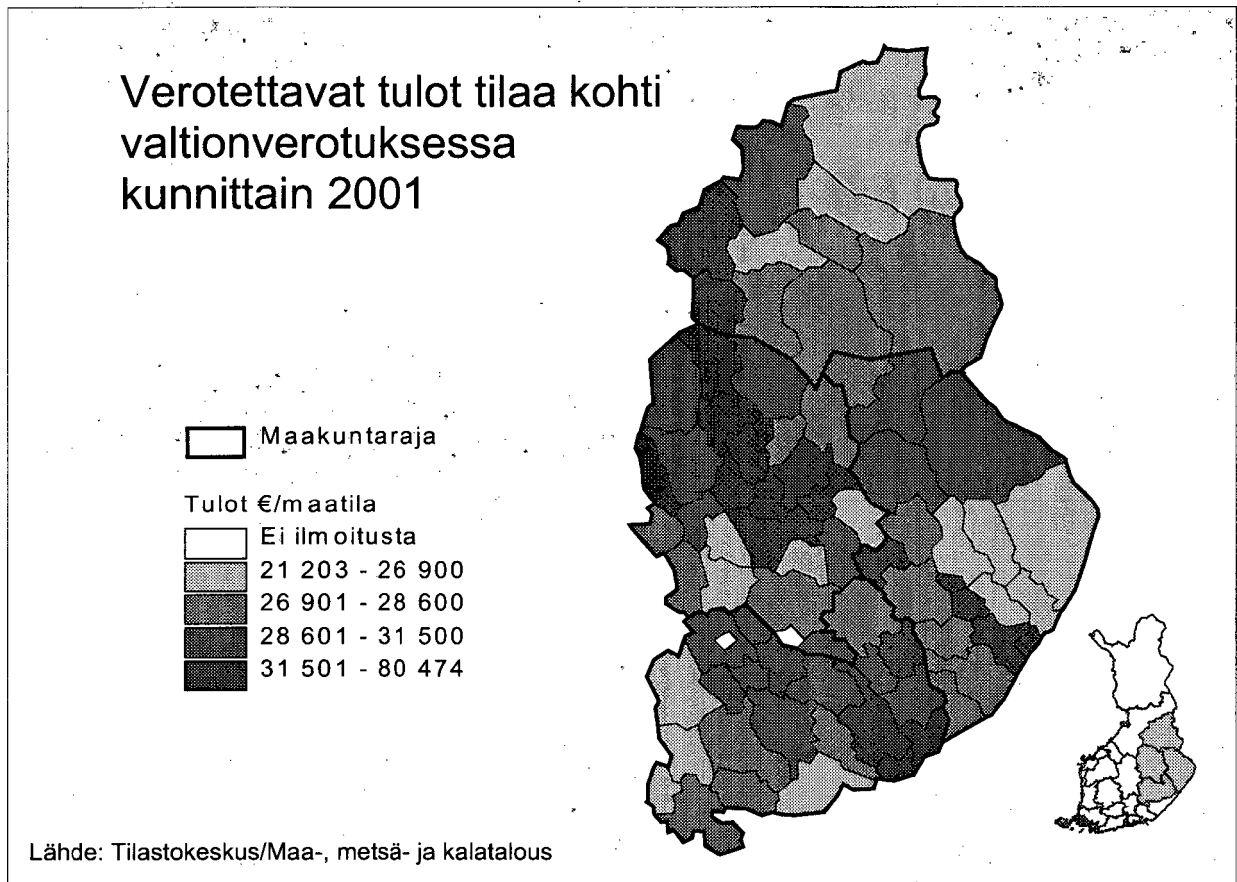 Verotettavat tulot tilaa kohti
valtionverotuksessa
kunnittain 2001
Maakuntaraja
Tulot €/maatila
Ei ilmoitusta
21 203 - 26 900
26 901 - 28 600
28 601 - 31 500
31 501 - 80 474
Lähde: Tilastokeskus/Maa-, metsä- ja kalatalous